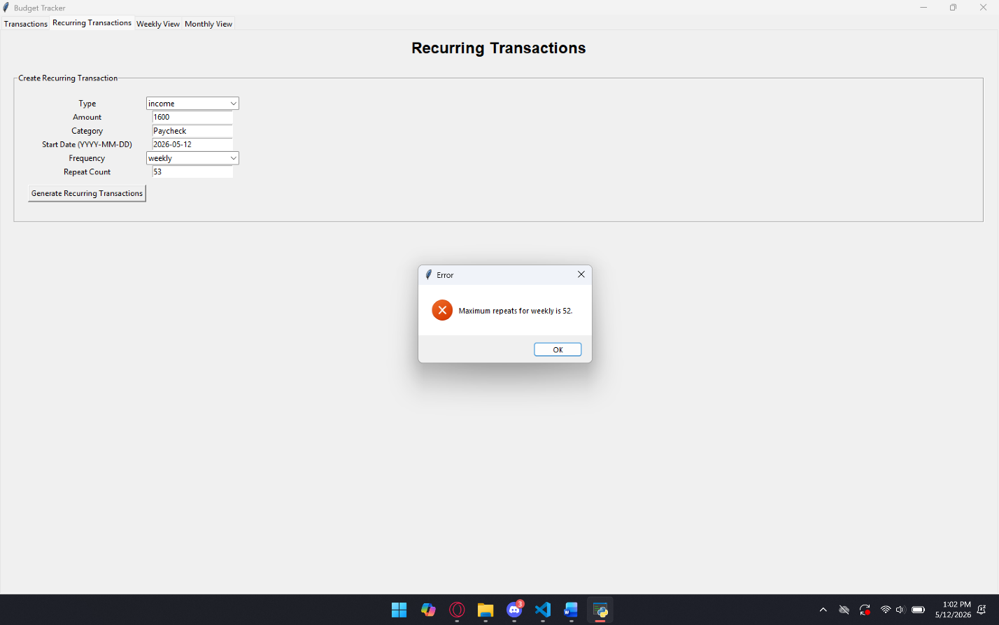 Budget Tracker
Transactions Recurring Transactions Weekly View Monthly View
Recurring Transactions
Create Recurring Transaction
Type income
Amount 1600
Category Paycheck
Start Date (YYYY-MM-DD) 2026-05-12
Frequency weekly
Repeat Count 53
Generate Recurring Transactions
Error
Maximum repeats for weekly is 52.
OK
3
1:02 PM
5/12/2026